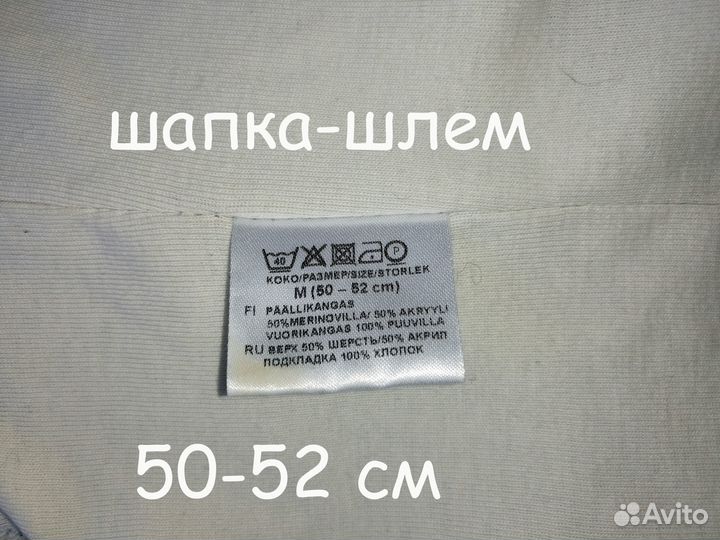 шапка-шлем
40 P
KOKO/РАЗМЕР/SIZE/STORLEK
M (50 – 52 cm)
FI PÄÄLLIKANGAS
50%MERINOVILLA/ 50% AKRYYLI
VUORIKANGAS 100% PUUVILLA
RU ВЕРХ 50% ШЕРСТЬ/50% АКРИЛ
ПОДКЛАДКА 100% ХЛОПОК
50-52 см
Avito